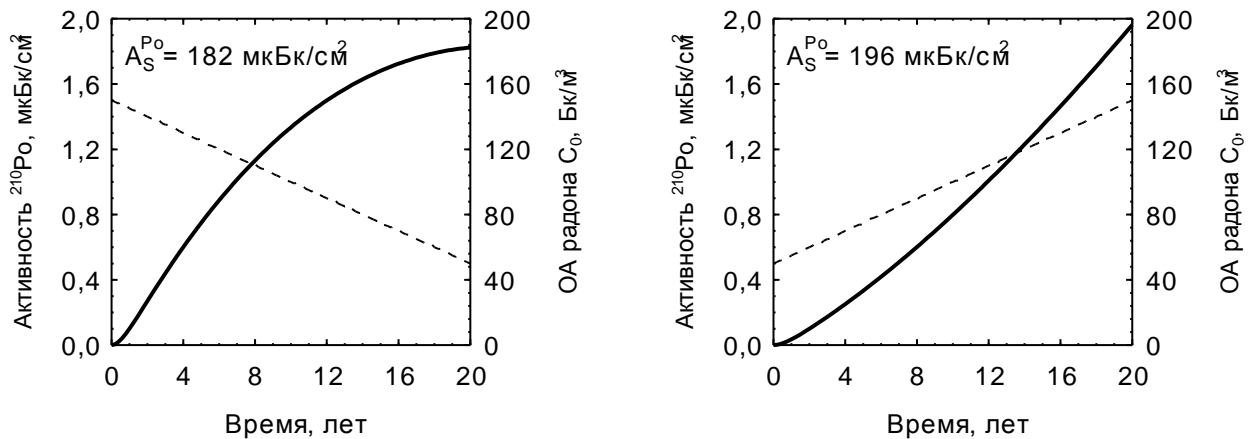 2,0
1,6
1,2
0,8
0,4
0,0
200
160
120
80
40
0
0 4 8 12 16 20
A_S^Po = 182 мкБк/см²
Активность ²¹⁰Po, мкБк/см²
ОА радона C₀, Бк/м³
Время, лет
2,0
1,6
1,2
0,8
0,4
0,0
200
160
120
80
40
0
0 4 8 12 16 20
A_S^Po = 196 мкБк/см²
Активность ²¹⁰Po, мкБк/см²
ОА радона C₀, Бк/м³
Время, лет